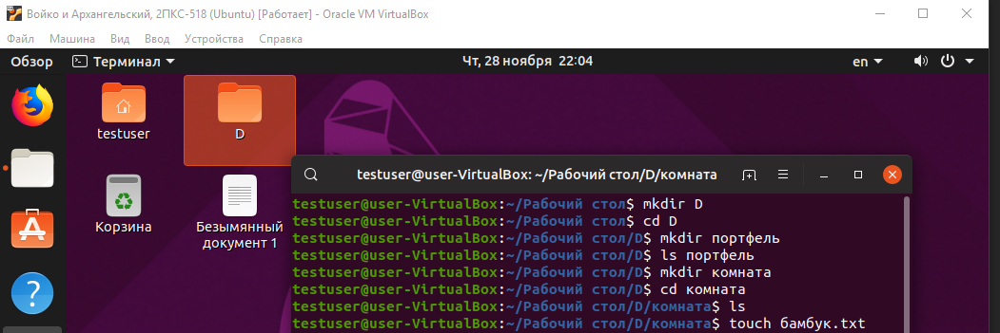 Войко и Архангельский, 2ПКС-518 (Ubuntu) [Работает] - Oracle VM VirtualBox
Файл Машина Вид Ввод Устройства Справка
Обзор Терминал Чт, 28 ноября 22:04 en
testuser D
Корзина Безымянный
документ 1
testuser@user-VirtualBox: ~/Рабочий стол/D/комната
testuser@user-VirtualBox:~/Рабочий стол$ mkdir D
testuser@user-VirtualBox:~/Рабочий стол$ cd D
testuser@user-VirtualBox:~/Рабочий стол/D$ mkdir портфель
testuser@user-VirtualBox:~/Рабочий стол/D$ ls портфель
testuser@user-VirtualBox:~/Рабочий стол/D$ mkdir комната
testuser@user-VirtualBox:~/Рабочий стол/D$ cd комната
testuser@user-VirtualBox:~/Рабочий стол/D/комната$ ls
testuser@user-VirtualBox:~/Рабочий стол/D/комната$ touch бамбук.txt